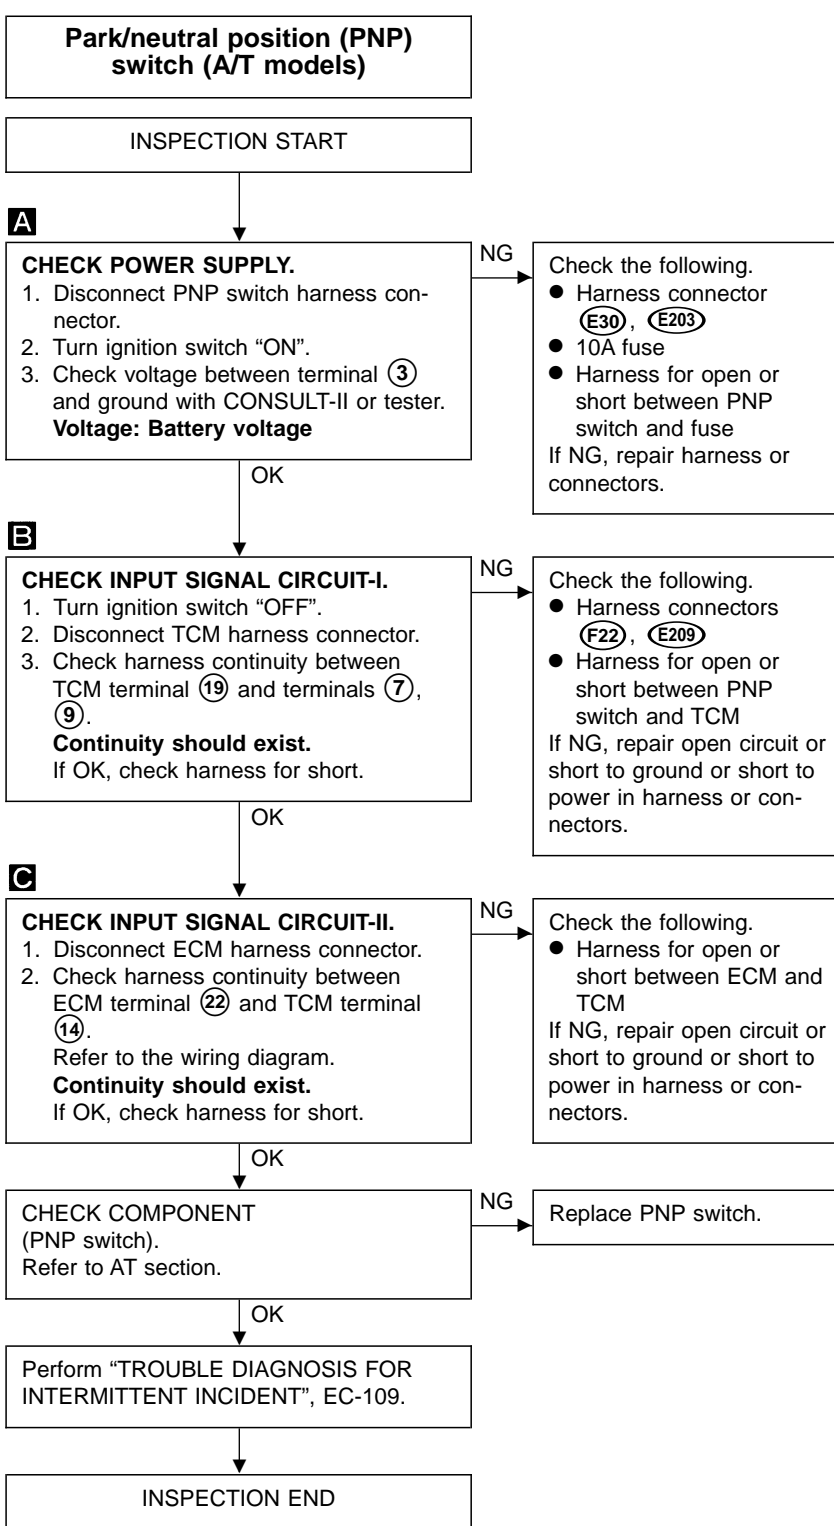 Park/neutral position (PNP)
switch (A/T models)
INSPECTION START
A
CHECK POWER SUPPLY.
1. Disconnect PNP switch harness con-
nector.
2. Turn ignition switch “ON”.
3. Check voltage between terminal 3
and ground with CONSULT-II or tester.
Voltage: Battery voltage
NG
Check the following.
● Harness connector
E30, E203
● 10A fuse
● Harness for open or
short between PNP
switch and fuse
If NG, repair harness or
connectors.
OK
B
CHECK INPUT SIGNAL CIRCUIT-I.
1. Turn ignition switch “OFF”.
2. Disconnect TCM harness connector.
3. Check harness continuity between
TCM terminal 19 and terminals 7,
9.
Continuity should exist.
If OK, check harness for short.
NG
Check the following.
● Harness connectors
F22, E209
● Harness for open or
short between PNP
switch and TCM
If NG, repair open circuit or
short to ground or short to
power in harness or con-
nectors.
OK
C
CHECK INPUT SIGNAL CIRCUIT-II.
1. Disconnect ECM harness connector.
2. Check harness continuity between
ECM terminal 22 and TCM terminal
14.
Refer to the wiring diagram.
Continuity should exist.
If OK, check harness for short.
NG
Check the following.
● Harness for open or
short between ECM and
TCM
If NG, repair open circuit or
short to ground or short to
power in harness or con-
nectors.
OK
CHECK COMPONENT
(PNP switch).
Refer to AT section.
NG
Replace PNP switch.
OK
Perform “TROUBLE DIAGNOSIS FOR
INTERMITTENT INCIDENT”, EC-109.
INSPECTION END